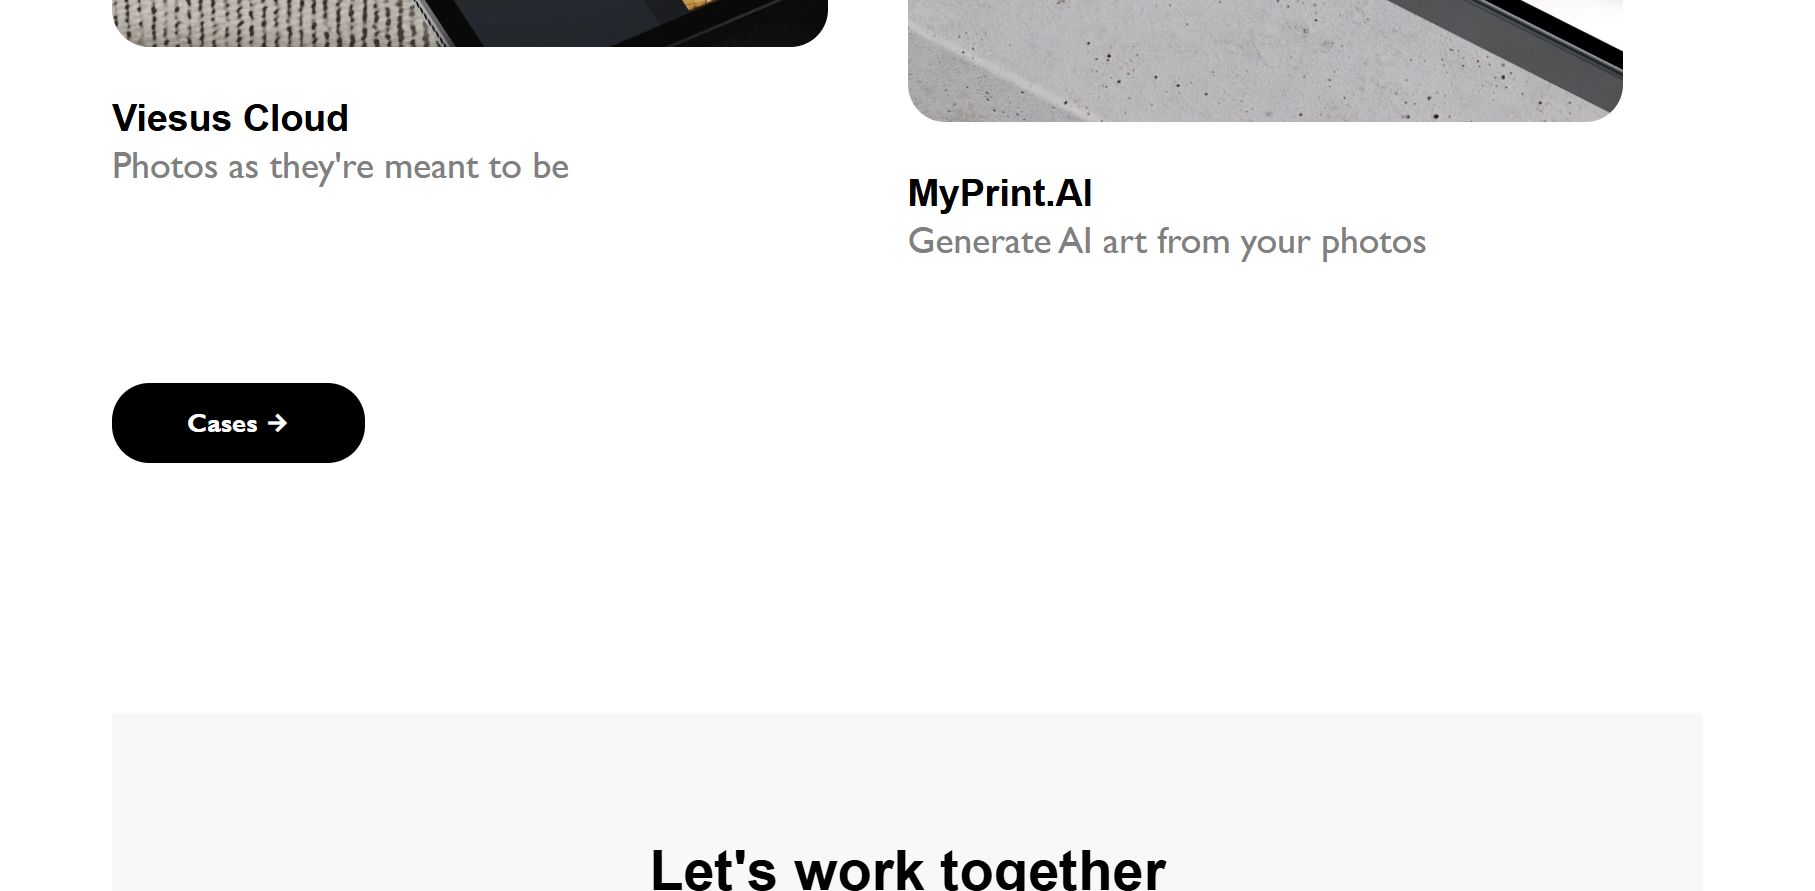 Viesus Cloud
Photos as they're meant to be
MyPrint.AI
Generate AI art from your photos
Cases →
Let's work together